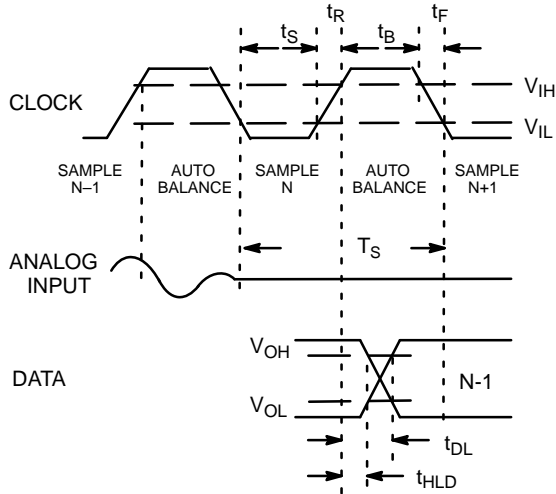 tR tF
tS tB
CLOCK
VIH
VIL
SAMPLE N–1
AUTO BALANCE
SAMPLE N
AUTO BALANCE
SAMPLE N+1
ANALOG INPUT
TS
DATA
VOH
VOL
N-1
tDL
tHLD